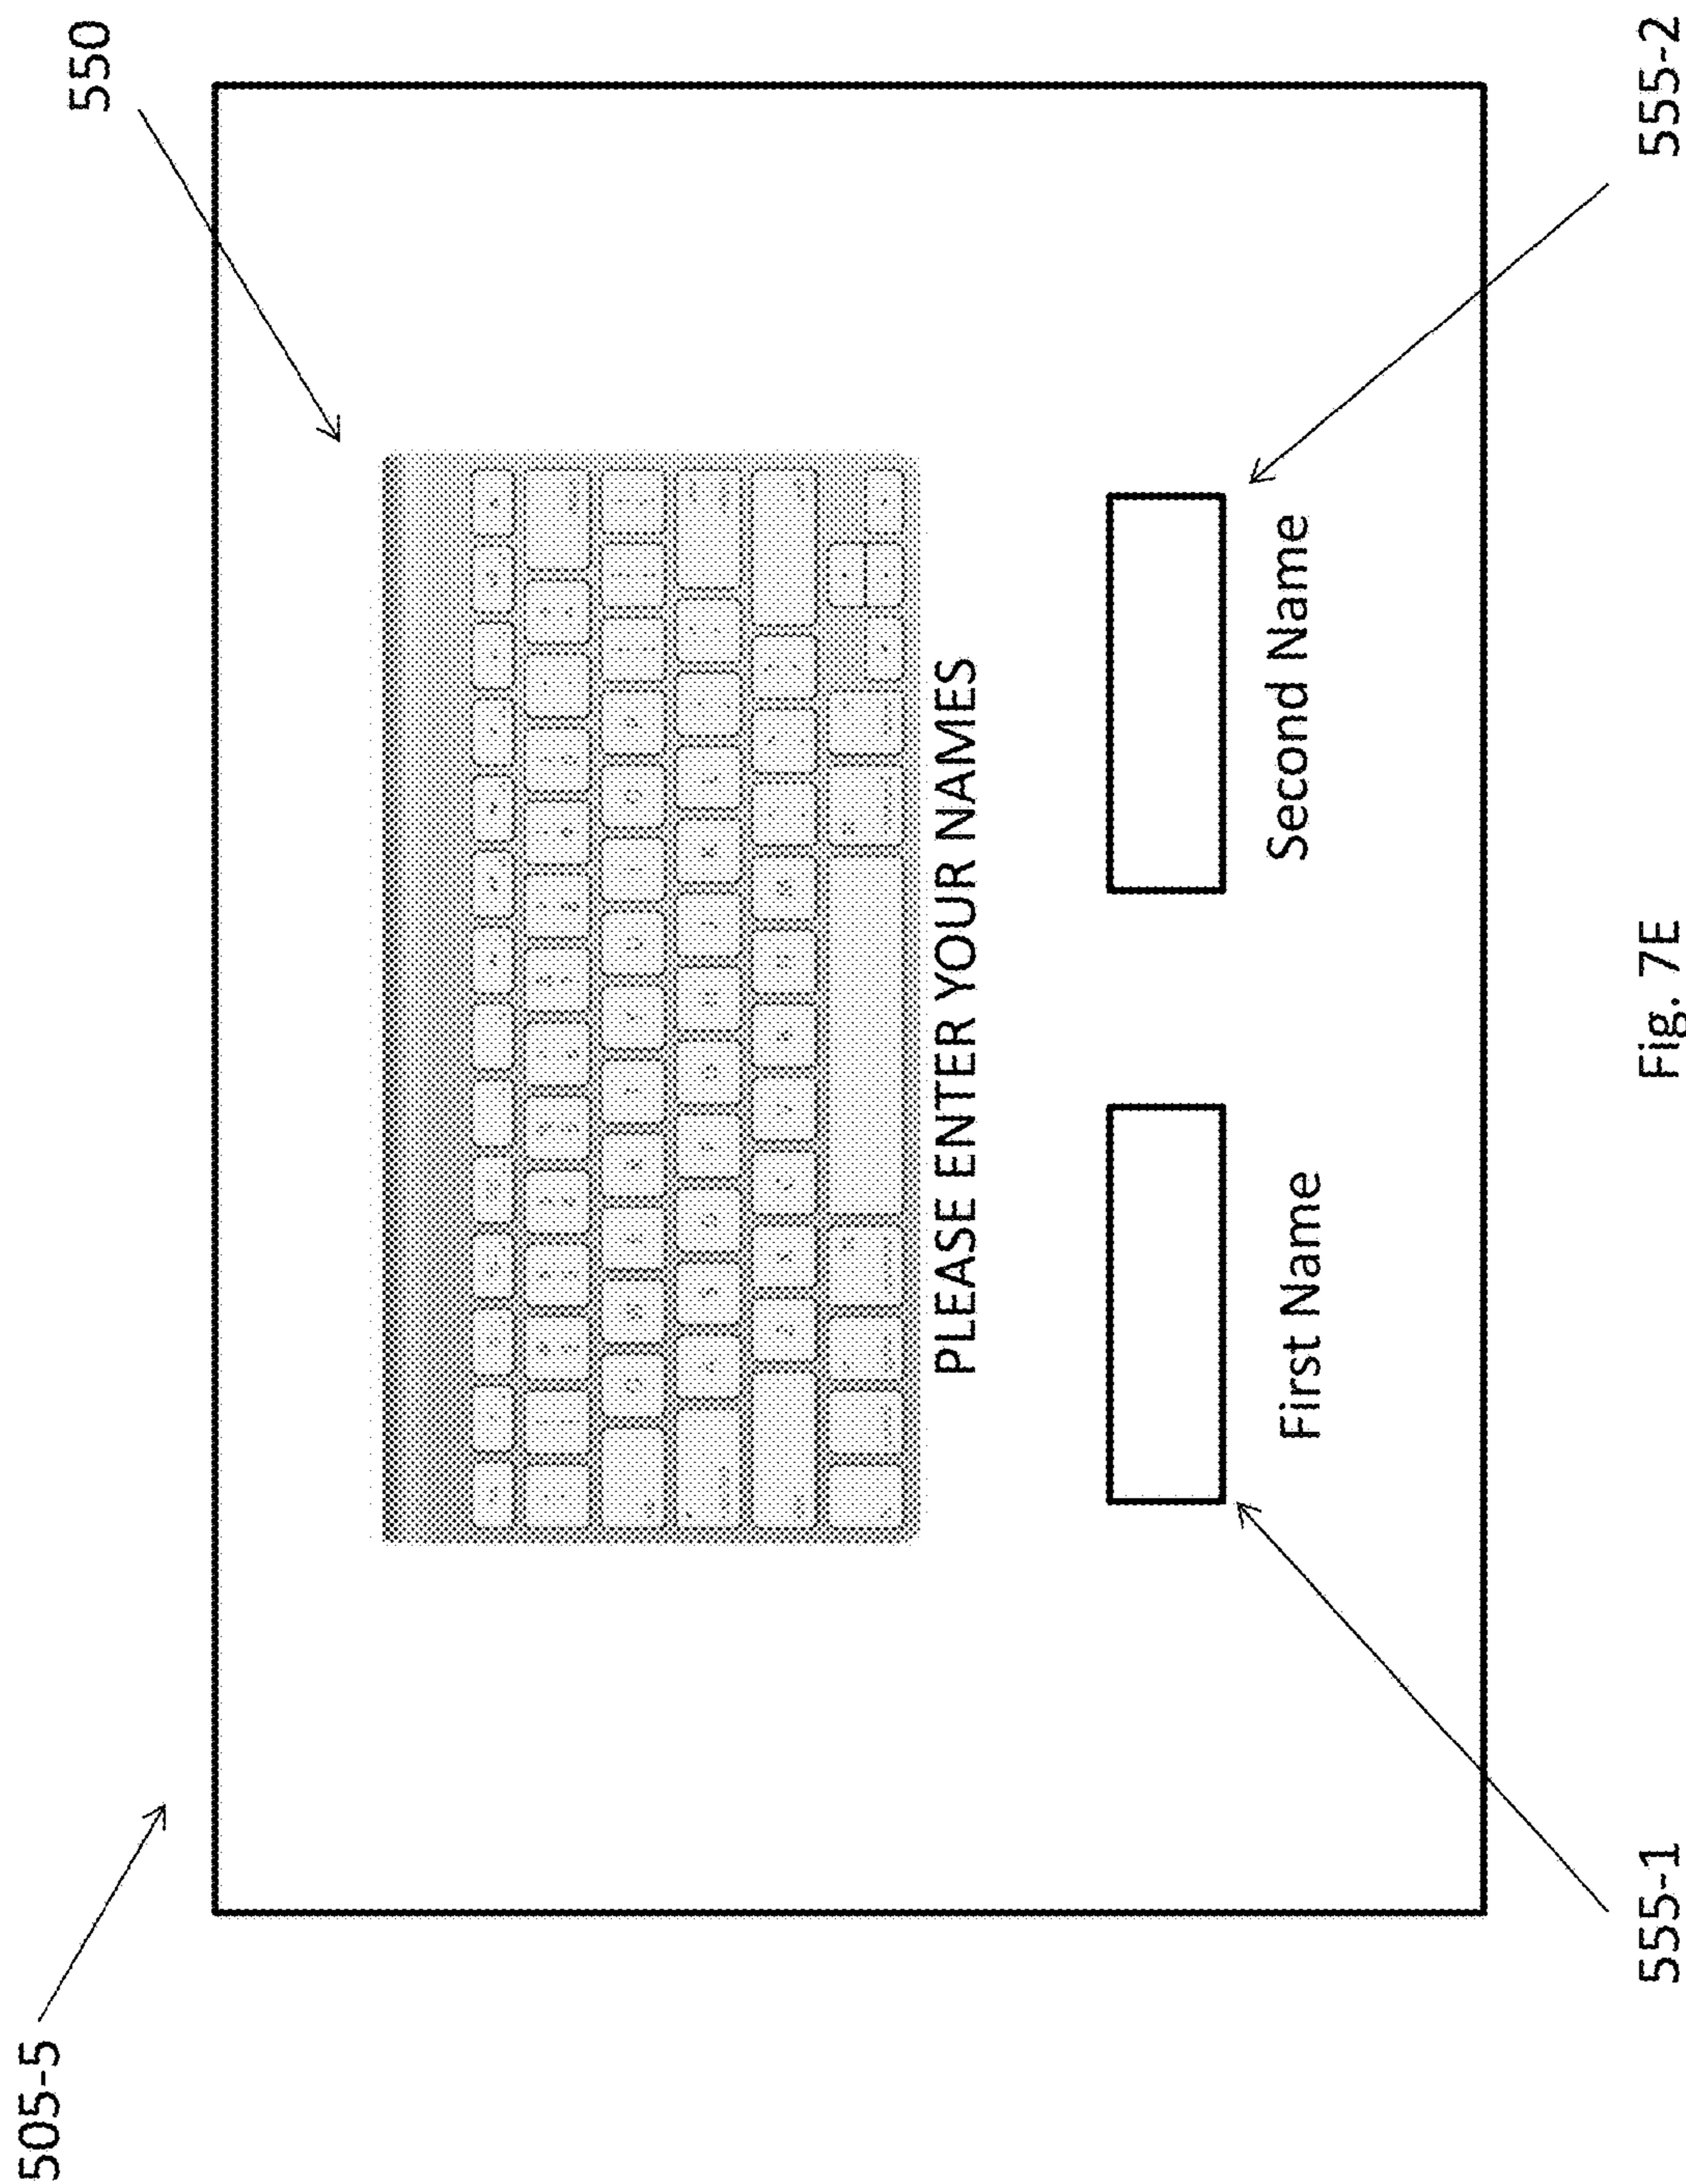 505-5
550
PLEASE ENTER YOUR NAMES
First Name
Second Name
555-1
555-2
Fig. 7E